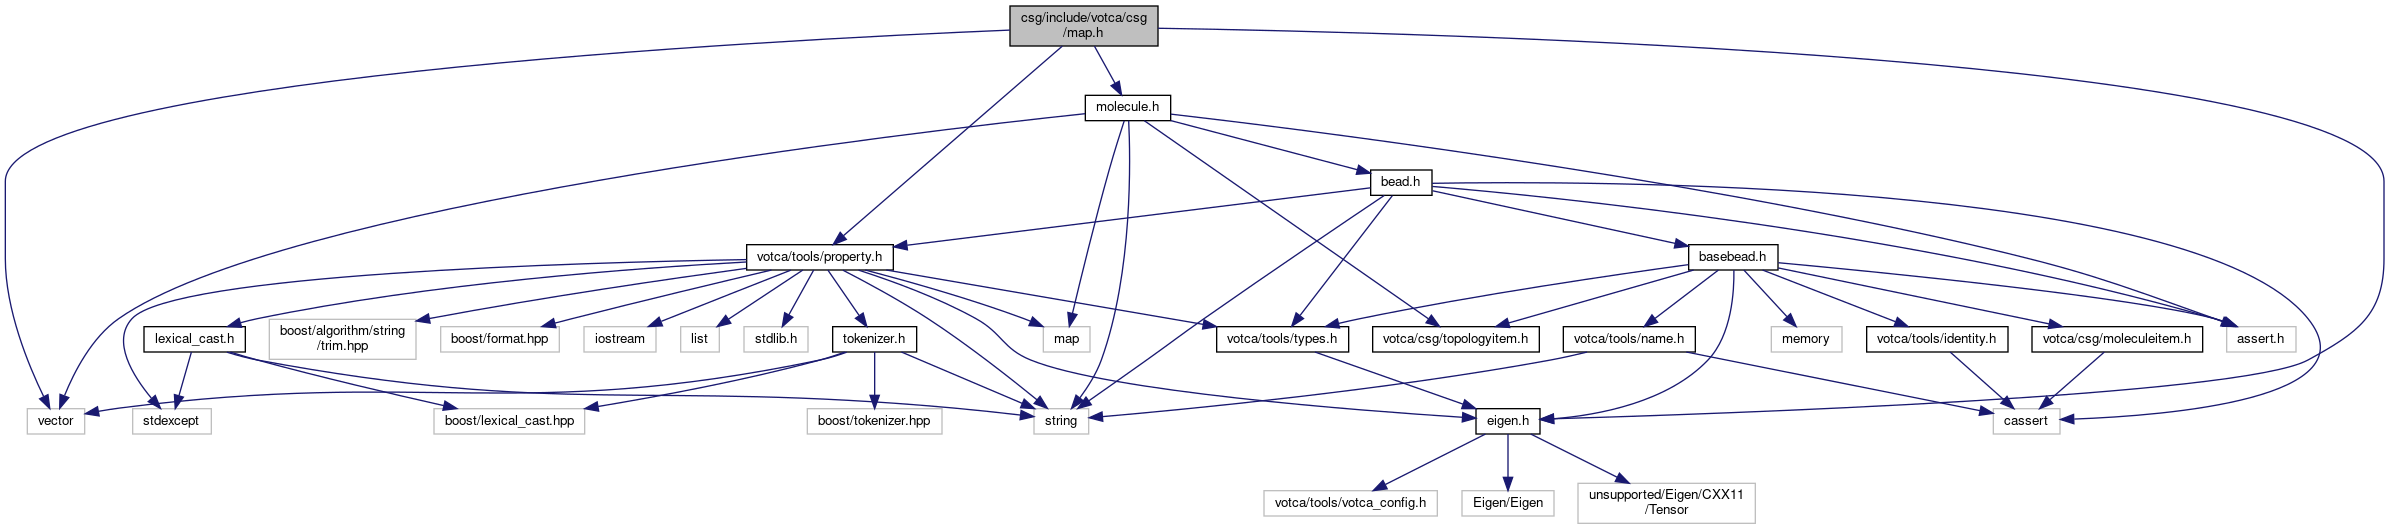 csg/include/votca/csg
/map.h
molecule.h
bead.h
votca/tools/property.h
basebead.h
lexical_cast.h
boost/algorithm/string
/trim.hpp
boost/format.hpp
iostream
list
stdlib.h
tokenizer.h
map
votca/tools/types.h
votca/csg/topologyitem.h
votca/tools/name.h
memory
votca/tools/identity.h
votca/csg/moleculeitem.h
assert.h
vector
stdexcept
boost/lexical_cast.hpp
boost/tokenizer.hpp
string
eigen.h
cassert
votca/tools/votca_config.h
Eigen/Eigen
unsupported/Eigen/CXX11
/Tensor